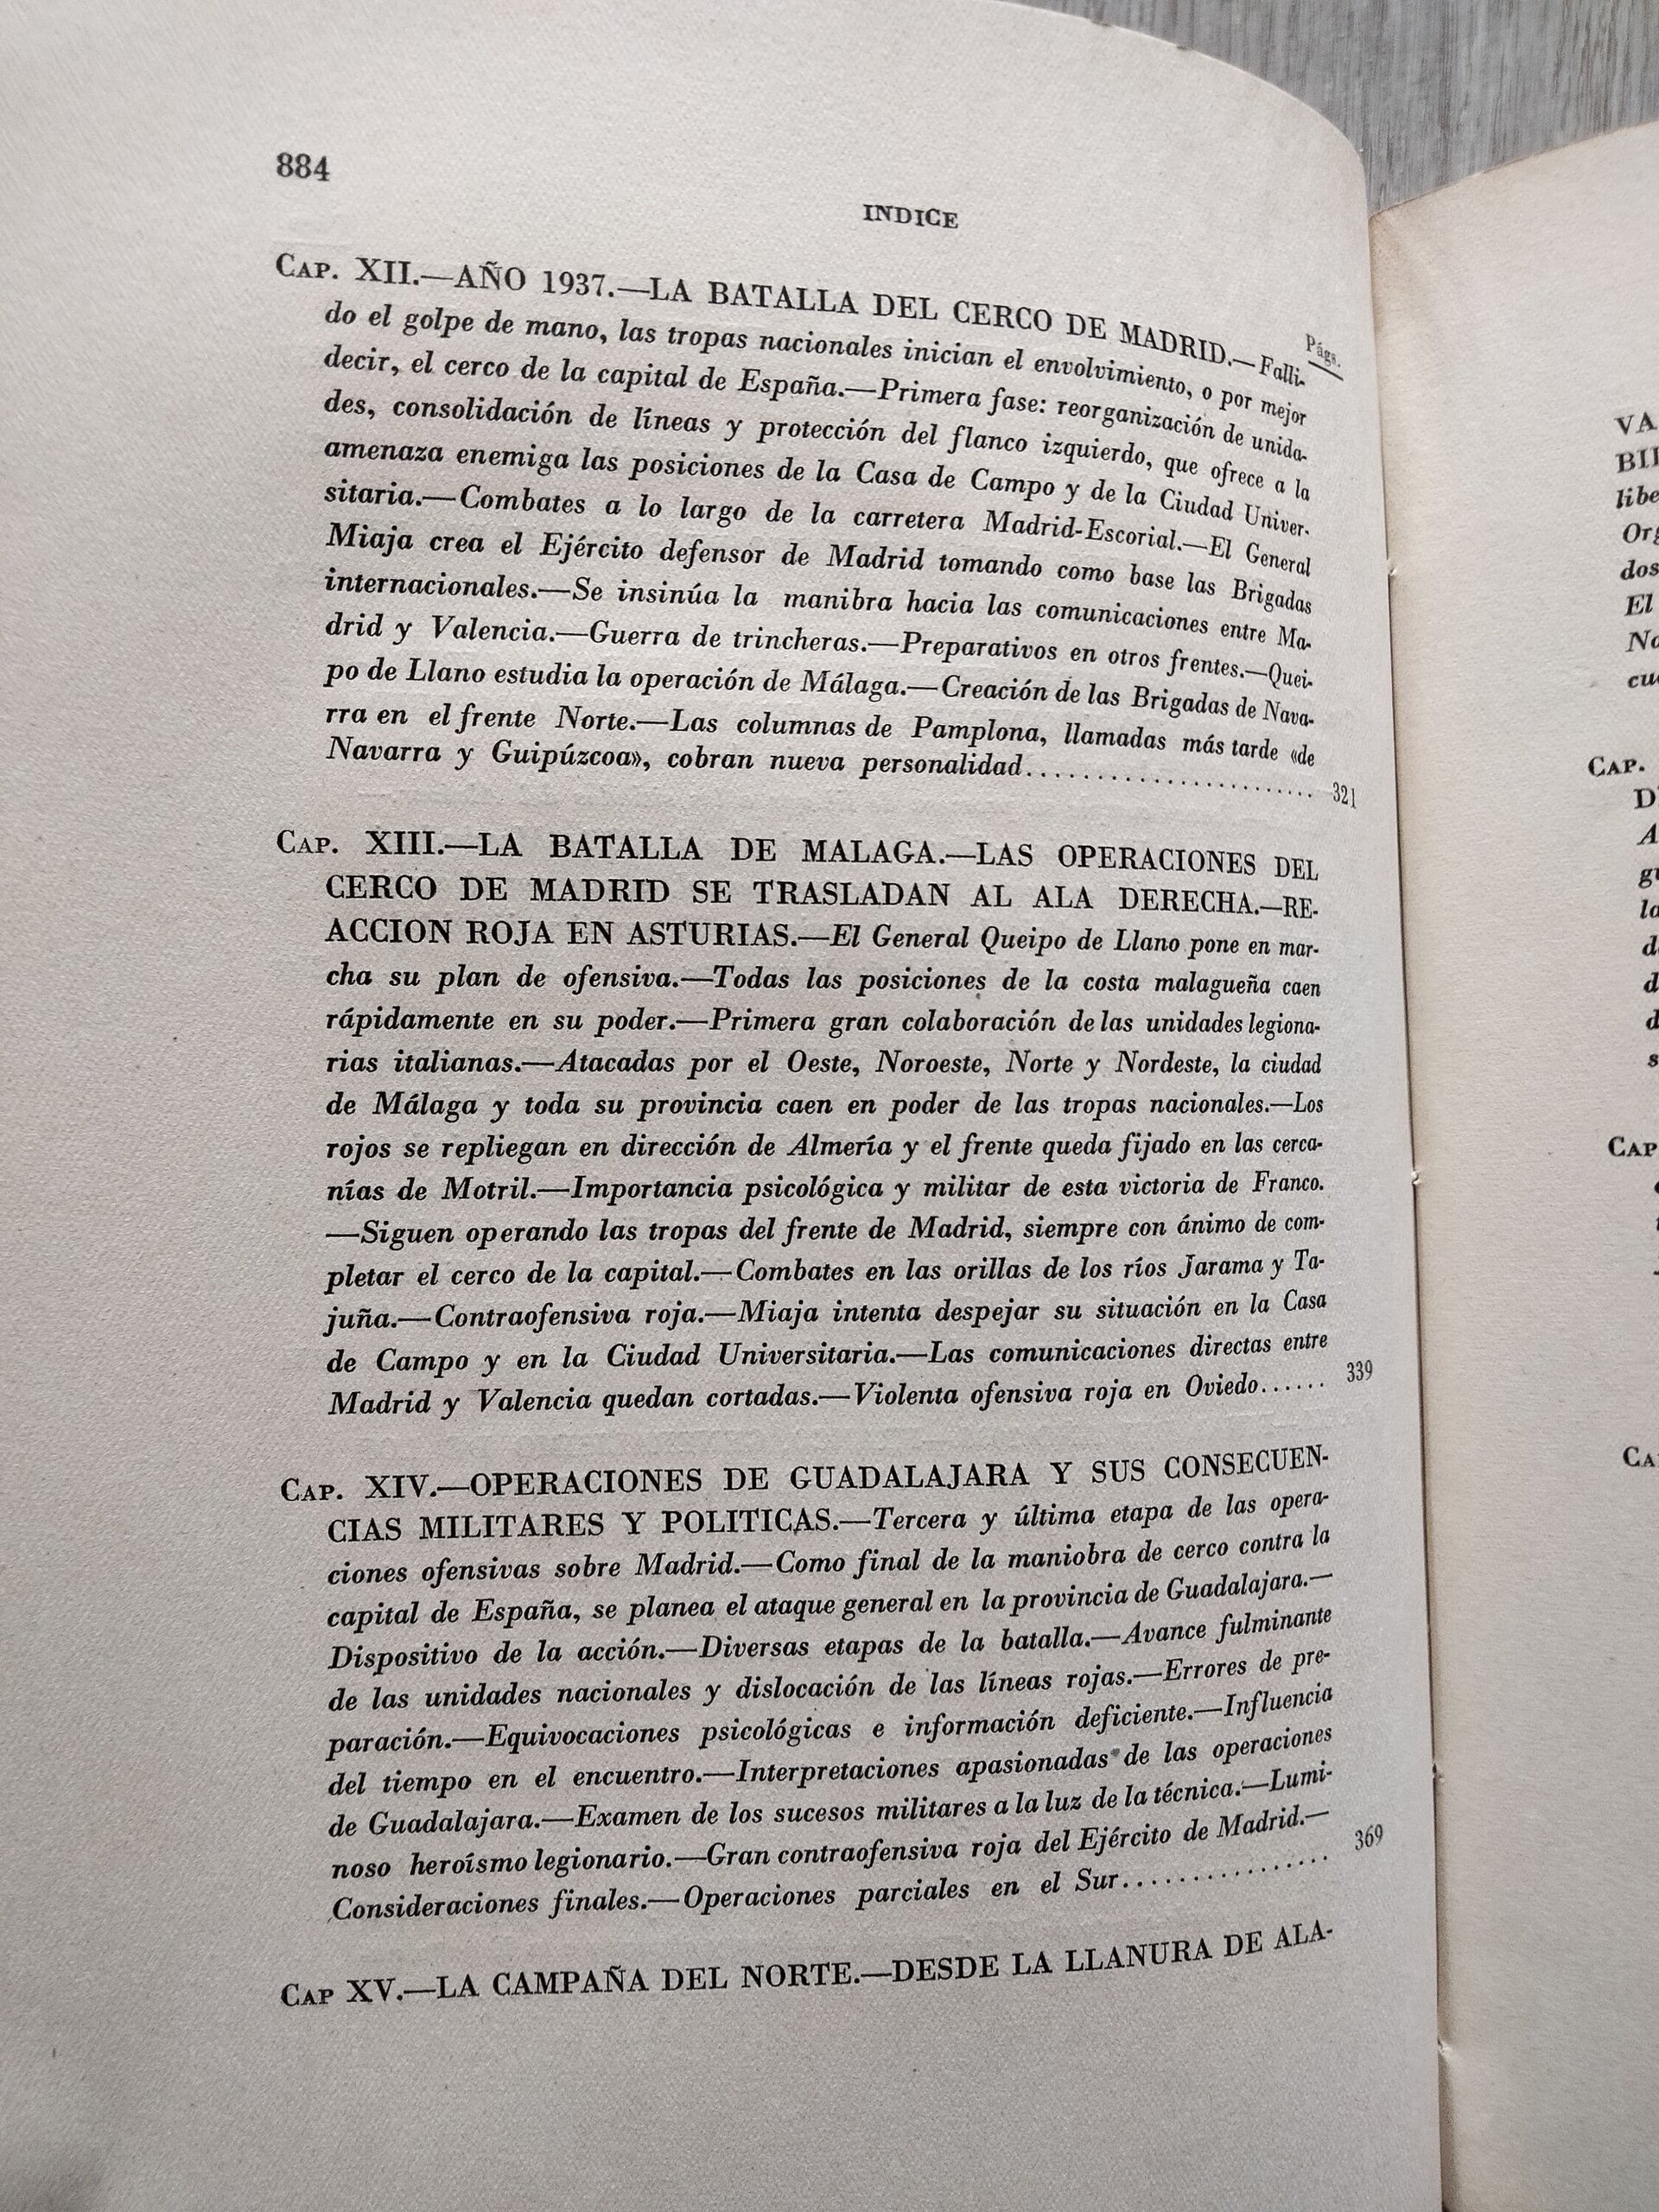 884
INDICE
Págs.
CAP. XII.—AÑO 1937.—LA BATALLA DEL CERCO DE MADRID.—Falli-
do el golpe de mano, las tropas nacionales inician el envolvimiento, o por mejor
decir, el cerco de la capital de España.—Primera fase: reorganización de unida-
des, consolidación de líneas y protección del flanco izquierdo, que ofrece a la
amenaza enemiga las posiciones de la Casa de Campo y de la Ciudad Univer-
sitaria.—Combates a lo largo de la carretera Madrid-Escorial.—El General
Miaja crea el Ejército defensor de Madrid tomando como base las Brigadas
internacionales.—Se insinúa la manibra hacia las comunicaciones entre Ma-
drid y Valencia.—Guerra de trincheras.—Preparativos en otros frentes.—Quei-
po de Llano estudia la operación de Málaga.—Creación de las Brigadas de Nava-
rra en el frente Norte.—Las columnas de Pamplona, llamadas más tarde «de
Navarra y Guipúzcoa», cobran nueva personalidad...................... 321
CAP. XIII.—LA BATALLA DE MALAGA.—LAS OPERACIONES DEL
CERCO DE MADRID SE TRASLADAN AL ALA DERECHA.—RE-
ACCION ROJA EN ASTURIAS.—El General Queipo de Llano pone en mar-
cha su plan de ofensiva.—Todas las posiciones de la costa malagueña caen
rápidamente en su poder.—Primera gran colaboración de las unidades legiona-
rias italianas.—Atacadas por el Oeste, Noroeste, Norte y Nordeste, la ciudad
de Málaga y toda su provincia caen en poder de las tropas nacionales.—Los
rojos se repliegan en dirección de Almería y el frente queda fijado en las cerca-
nías de Motril.—Importancia psicológica y militar de esta victoria de Franco.
—Siguen operando las tropas del frente de Madrid, siempre con ánimo de com-
pletar el cerco de la capital.—Combates en las orillas de los ríos Jarama y Ta-
juña.—Contraofensiva roja.—Miaja intenta despejar su situación en la Casa
de Campo y en la Ciudad Universitaria.—Las comunicaciones directas entre
Madrid y Valencia quedan cortadas.—Violenta ofensiva roja en Oviedo...... 339
CAP. XIV.—OPERACIONES DE GUADALAJARA Y SUS CONSECUEN-
CIAS MILITARES Y POLITICAS.—Tercera y última etapa de las opera-
ciones ofensivas sobre Madrid.—Como final de la maniobra de cerco contra la
capital de España, se planea el ataque general en la provincia de Guadalajara.—
Dispositivo de la acción.—Diversas etapas de la batalla.—Avance fulminante
de las unidades nacionales y dislocación de las líneas rojas.—Errores de pre-
paración.—Equivocaciones psicológicas e información deficiente.—Influencia
del tiempo en el encuentro.—Interpretaciones apasionadas de las operaciones
de Guadalajara.—Examen de los sucesos militares a la luz de la técnica.—Lumi-
noso heroísmo legionario.—Gran contraofensiva roja del Ejército de Madrid.—
Consideraciones finales.—Operaciones parciales en el Sur................ 369
CAP XV.—LA CAMPAÑA DEL NORTE.—DESDE LA LLANURA DE ALA-
VA
BII
libe
Org
dos
El
No
cu
CAP.
D
A
gu
la
d
d
d
s
CAP
CA